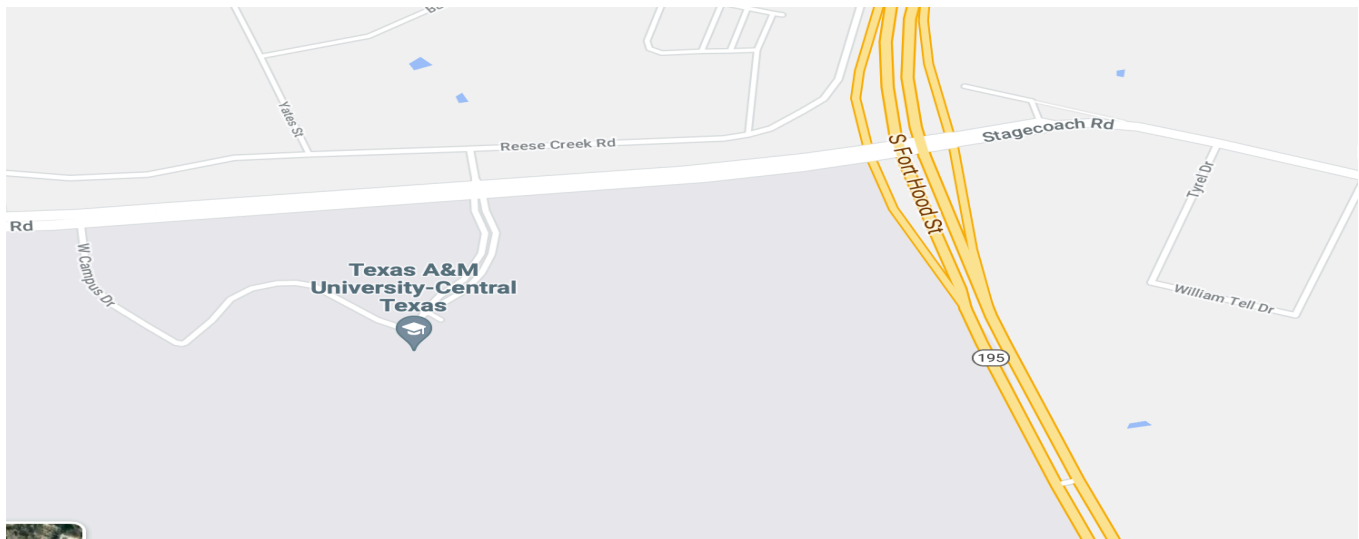 Yates St
Reese Creek Rd
Stagecoach Rd
S Fort Hood St
Tyrel Dr
Rd
W Campus Dr
Texas A&M
University-Central
Texas
William Tell Dr
195